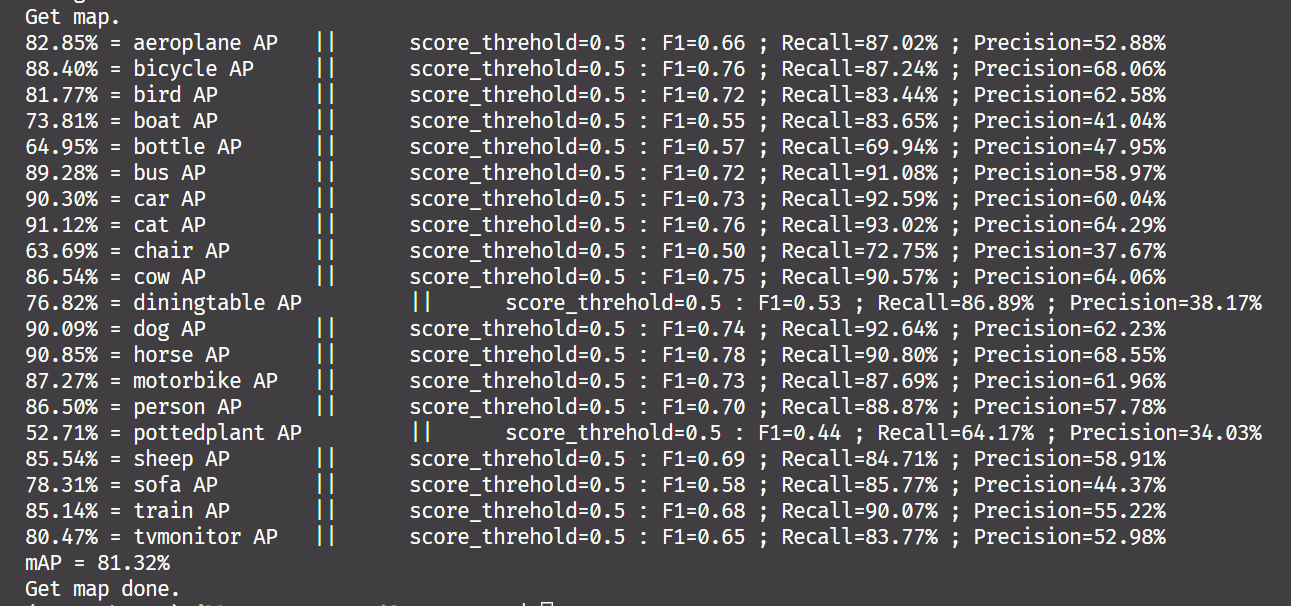 Get map.
82.85% = aeroplane AP || score_threhold=0.5 : F1=0.66 ; Recall=87.02% ; Precision=52.88%
88.40% = bicycle AP || score_threhold=0.5 : F1=0.76 ; Recall=87.24% ; Precision=68.06%
81.77% = bird AP || score_threhold=0.5 : F1=0.72 ; Recall=83.44% ; Precision=62.58%
73.81% = boat AP || score_threhold=0.5 : F1=0.55 ; Recall=83.65% ; Precision=41.04%
64.95% = bottle AP || score_threhold=0.5 : F1=0.57 ; Recall=69.94% ; Precision=47.95%
89.28% = bus AP || score_threhold=0.5 : F1=0.72 ; Recall=91.08% ; Precision=58.97%
90.30% = car AP || score_threhold=0.5 : F1=0.73 ; Recall=92.59% ; Precision=60.04%
91.12% = cat AP || score_threhold=0.5 : F1=0.76 ; Recall=93.02% ; Precision=64.29%
63.69% = chair AP || score_threhold=0.5 : F1=0.50 ; Recall=72.75% ; Precision=37.67%
86.54% = cow AP || score_threhold=0.5 : F1=0.75 ; Recall=90.57% ; Precision=64.06%
76.82% = diningtable AP || score_threhold=0.5 : F1=0.53 ; Recall=86.89% ; Precision=38.17%
90.09% = dog AP || score_threhold=0.5 : F1=0.74 ; Recall=92.64% ; Precision=62.23%
90.85% = horse AP || score_threhold=0.5 : F1=0.78 ; Recall=90.80% ; Precision=68.55%
87.27% = motorbike AP || score_threhold=0.5 : F1=0.73 ; Recall=87.69% ; Precision=61.96%
86.50% = person AP || score_threhold=0.5 : F1=0.70 ; Recall=88.87% ; Precision=57.78%
52.71% = pottedplant AP || score_threhold=0.5 : F1=0.44 ; Recall=64.17% ; Precision=34.03%
85.54% = sheep AP || score_threhold=0.5 : F1=0.69 ; Recall=84.71% ; Precision=58.91%
78.31% = sofa AP || score_threhold=0.5 : F1=0.58 ; Recall=85.77% ; Precision=44.37%
85.14% = train AP || score_threhold=0.5 : F1=0.68 ; Recall=90.07% ; Precision=55.22%
80.47% = tvmonitor AP || score_threhold=0.5 : F1=0.65 ; Recall=83.77% ; Precision=52.98%
mAP = 81.32%
Get map done.